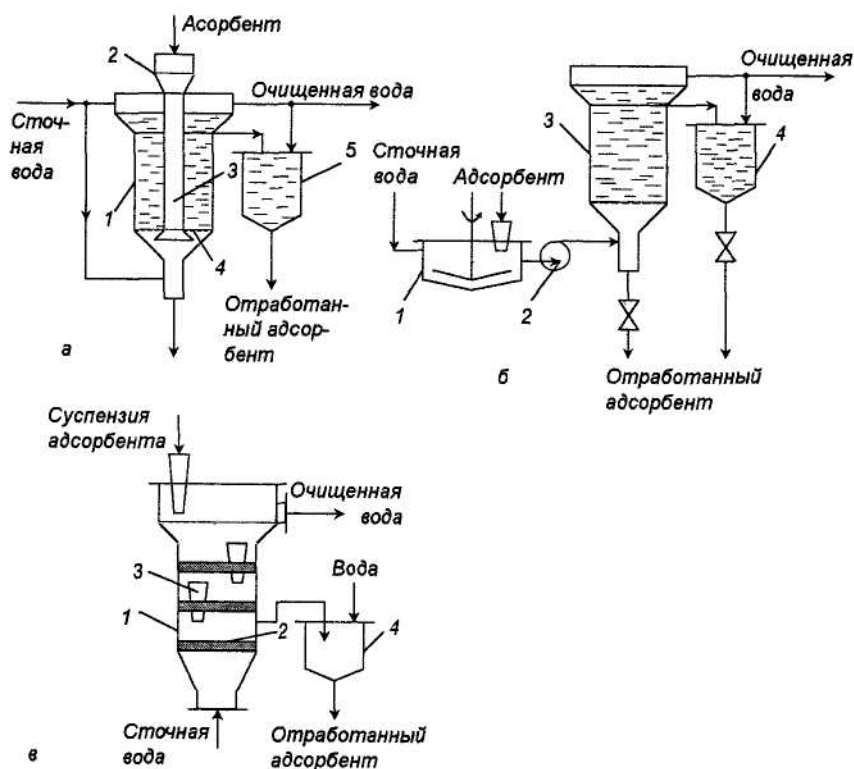 Асорбент
2
Очищенная вода
Сточ-
ная
вода
1
3
5
4
Отработан-
ный адсор-
бент
а
Очищенная
вода
3
4
Сточная
вода
Адсорбент
1
2
Отработанный
адсорбент
б
Суспензия
адсорбента
Очищенная
вода
3
Вода
1
2
4
Сточная
вода
Отработанный
адсорбент
в